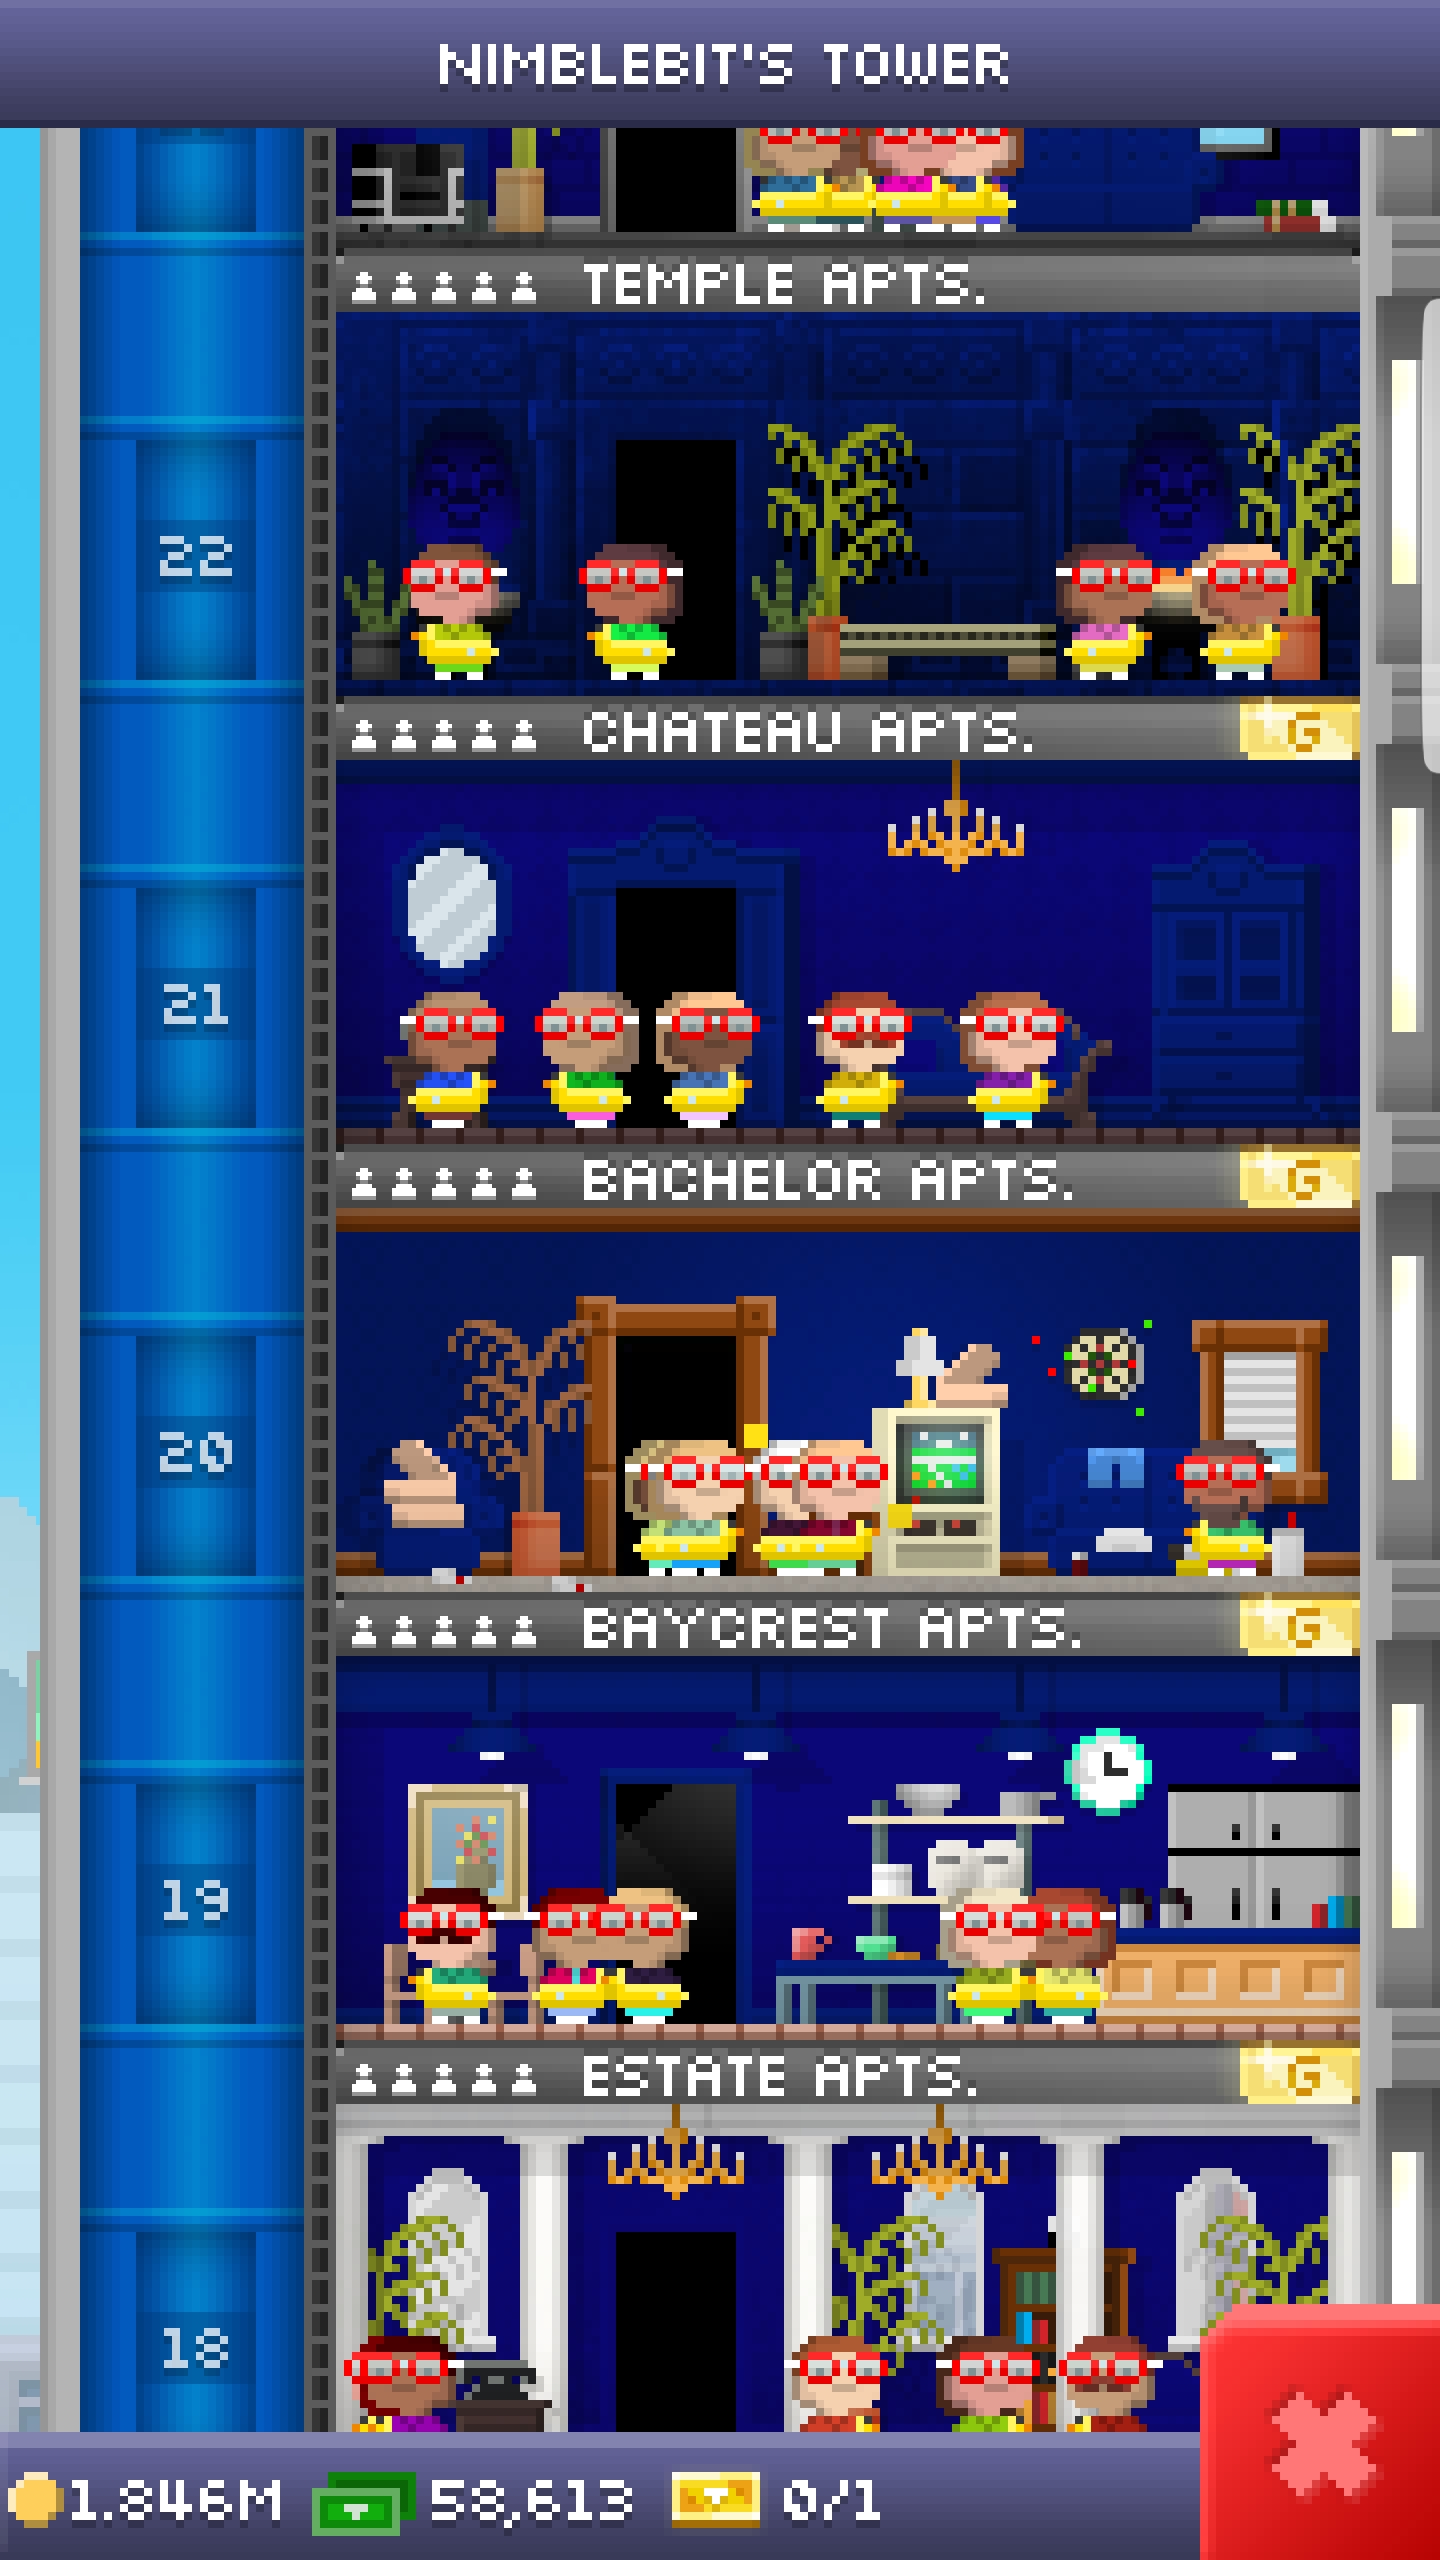 NIMBLEBIT'S TOWER
TEMPLE APTS.
22
CHATEAU APTS. G
21
BACHELOR APTS. G
20
BAYCREST APTS. G
19
ESTATE APTS. G
18
1.846M 58,613 0/1